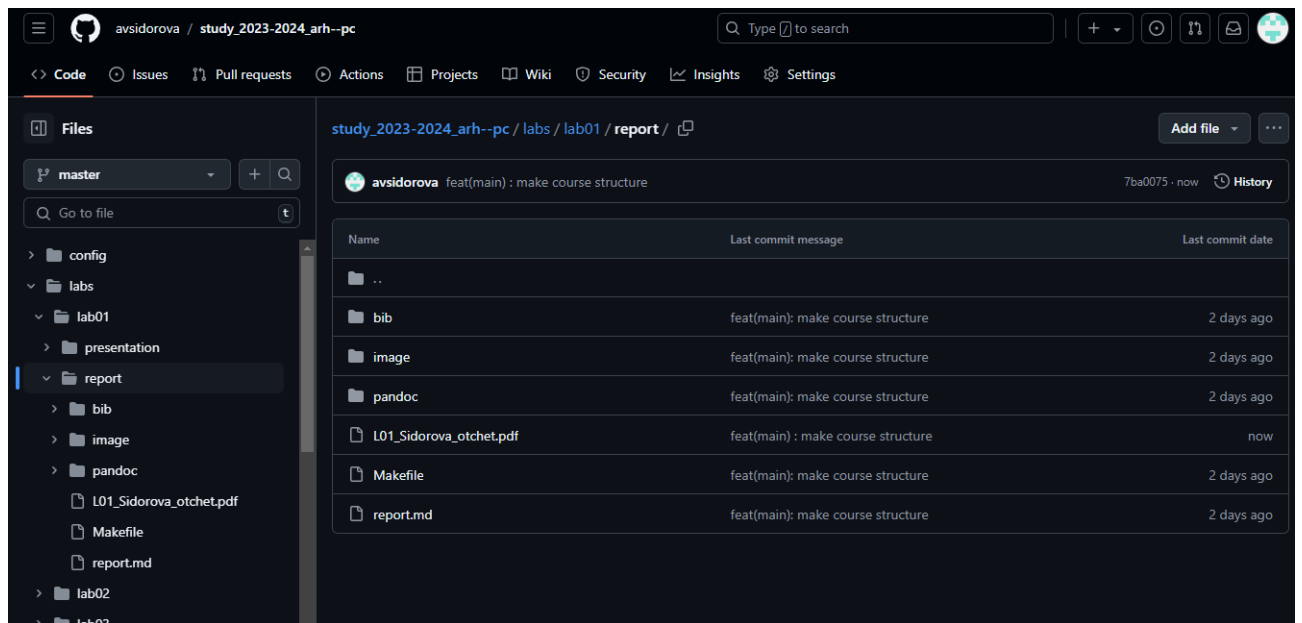 avsidorova / study_2023-2024_arh--pc
Type / to search
Code Issues Pull requests Actions Projects Wiki Security Insights Settings
Files
master
Go to file t
config
labs
lab01
presentation
report
bib
image
pandoc
L01_Sidorova_otchet.pdf
Makefile
report.md
lab02
lab03
study_2023-2024_arh--pc / labs / lab01 / report /
Add file
avsidorova feat(main) : make course structure 7ba0075 · now History
Name Last commit message Last commit date
..
bib feat(main): make course structure 2 days ago
image feat(main): make course structure 2 days ago
pandoc feat(main): make course structure 2 days ago
L01_Sidorova_otchet.pdf feat(main) : make course structure now
Makefile feat(main): make course structure 2 days ago
report.md feat(main): make course structure 2 days ago